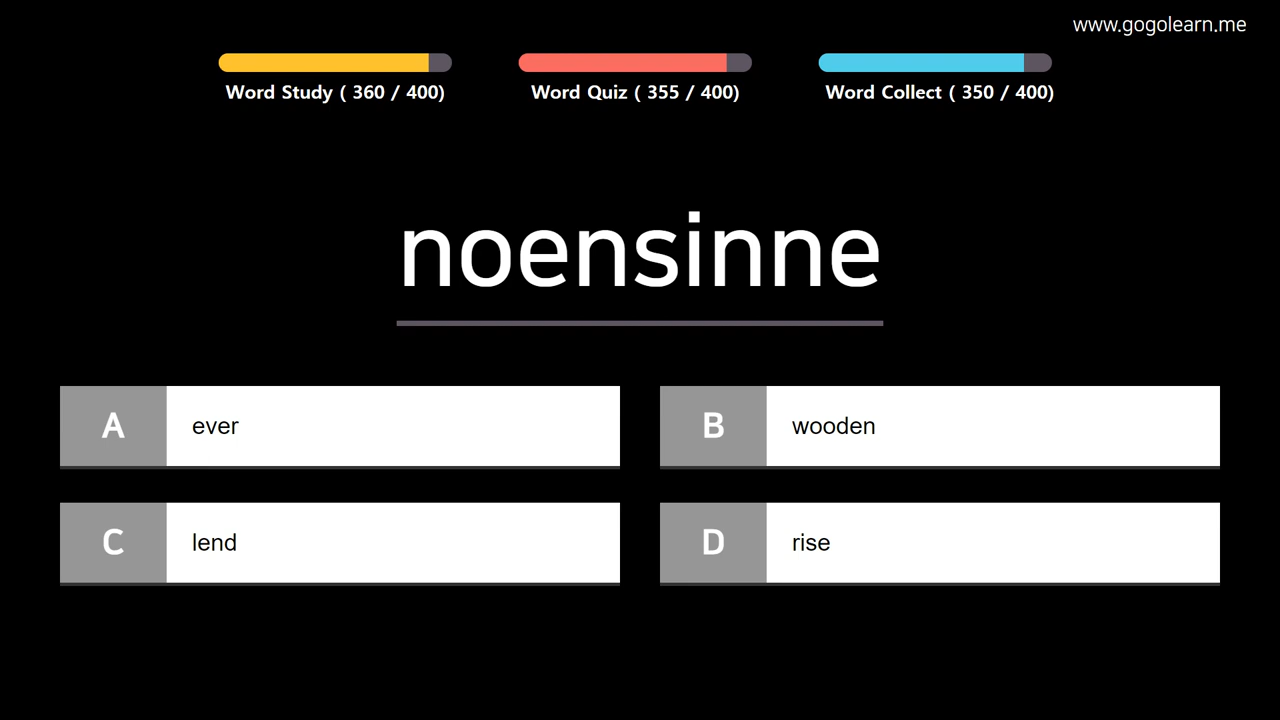 www.gogolearn.me
Word Study ( 360 / 400)
Word Quiz ( 355 / 400)
Word Collect ( 350 / 400)
noensinne
A
ever
B
wooden
C
lend
D
rise